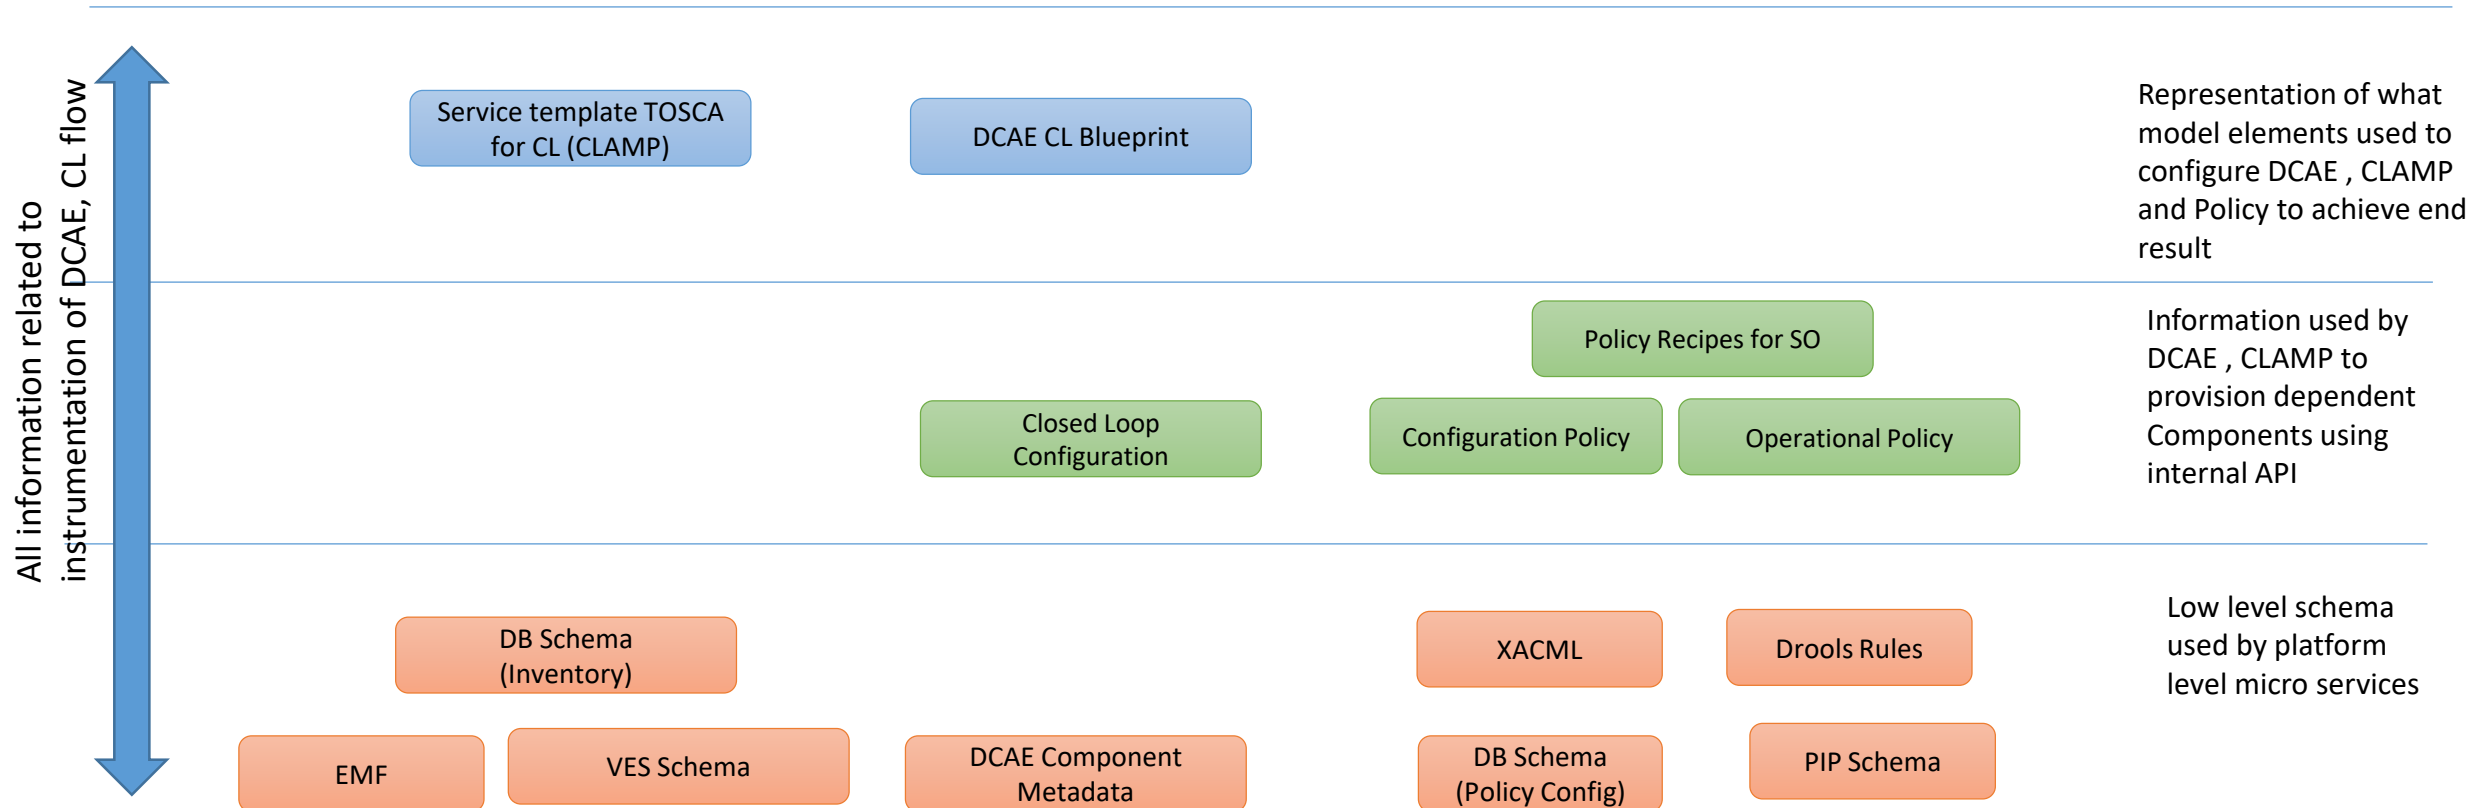 All information related to
instrumentation of DCAE, CL flow
Service template TOSCA
for CL (CLAMP)
DCAE CL Blueprint
Representation of what
model elements used to
configure DCAE , CLAMP
and Policy to achieve end
result
Policy Recipes for SO
Closed Loop
Configuration
Configuration Policy
Operational Policy
Information used by
DCAE , CLAMP to
provision dependent
Components using
internal API
DB Schema
(Inventory)
XACML
Drools Rules
EMF
VES Schema
DCAE Component
Metadata
DB Schema
(Policy Config)
PIP Schema
Low level schema
used by platform
level micro services